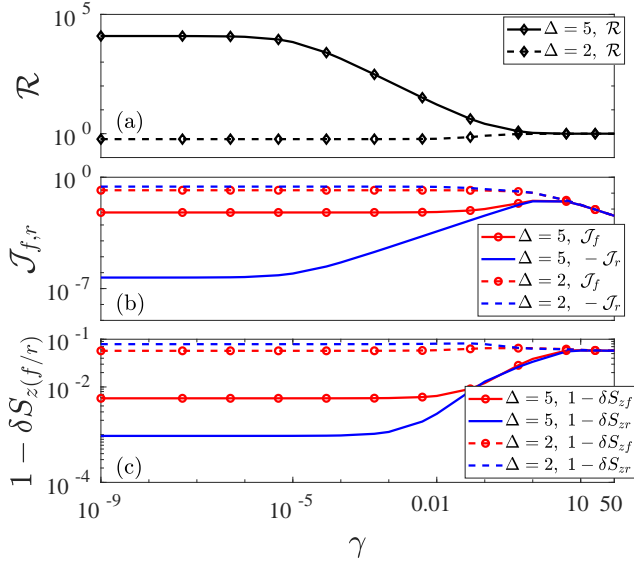 10^5
10^0
ℛ
(a)
Δ = 5, ℛ
Δ = 2, ℛ
10^0
10^-7
𝒥_{f,r}
(b)
Δ = 5, 𝒥_f
Δ = 5, −𝒥_r
Δ = 2, 𝒥_f
Δ = 2, −𝒥_r
10^-1
10^-2
10^-4
1 − δS_{z(f/r)}
(c)
Δ = 5, 1 − δS_{zf}
Δ = 5, 1 − δS_{zr}
Δ = 2, 1 − δS_{zf}
Δ = 2, 1 − δS_{zr}
10^-9 10^-5 0.01 10 50
γ